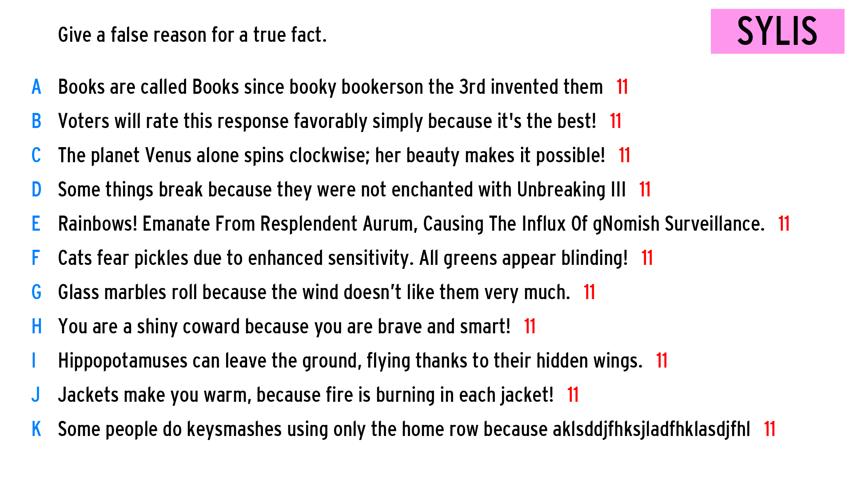 Give a false reason for a true fact.
SYLIS
A Books are called Books since booky bookerson the 3rd invented them 11
B Voters will rate this response favorably simply because it's the best! 11
C The planet Venus alone spins clockwise; her beauty makes it possible! 11
D Some things break because they were not enchanted with Unbreaking III 11
E Rainbows! Emanate From Resplendent Aurum, Causing The Influx Of gNomish Surveillance. 11
F Cats fear pickles due to enhanced sensitivity. All greens appear blinding! 11
G Glass marbles roll because the wind doesn’t like them very much. 11
H You are a shiny coward because you are brave and smart! 11
I Hippopotamuses can leave the ground, flying thanks to their hidden wings. 11
J Jackets make you warm, because fire is burning in each jacket! 11
K Some people do keysmashes using only the home row because aklsddjfhksjladfhklasdjfhl 11